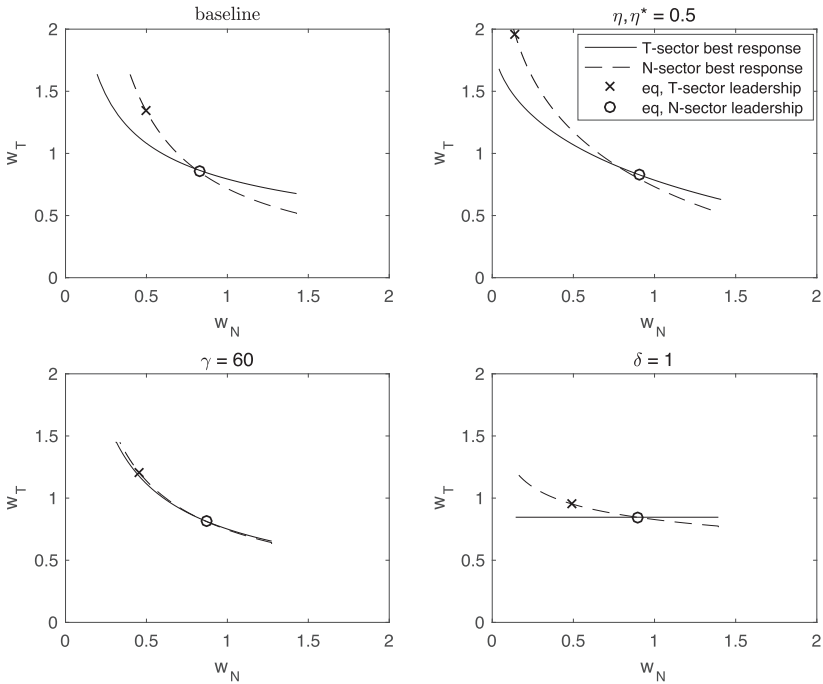 baseline
2
1.5
1
0.5
0
w_T
0 0.5 1 1.5 2
w_N
η, η* = 0.5
2
1.5
1
0.5
0
w_T
T-sector best response
N-sector best response
eq, T-sector leadership
eq, N-sector leadership
0 0.5 1 1.5 2
w_N
γ = 60
2
1.5
1
0.5
0
w_T
0 0.5 1 1.5 2
w_N
δ = 1
2
1.5
1
0.5
0
w_T
0 0.5 1 1.5 2
w_N